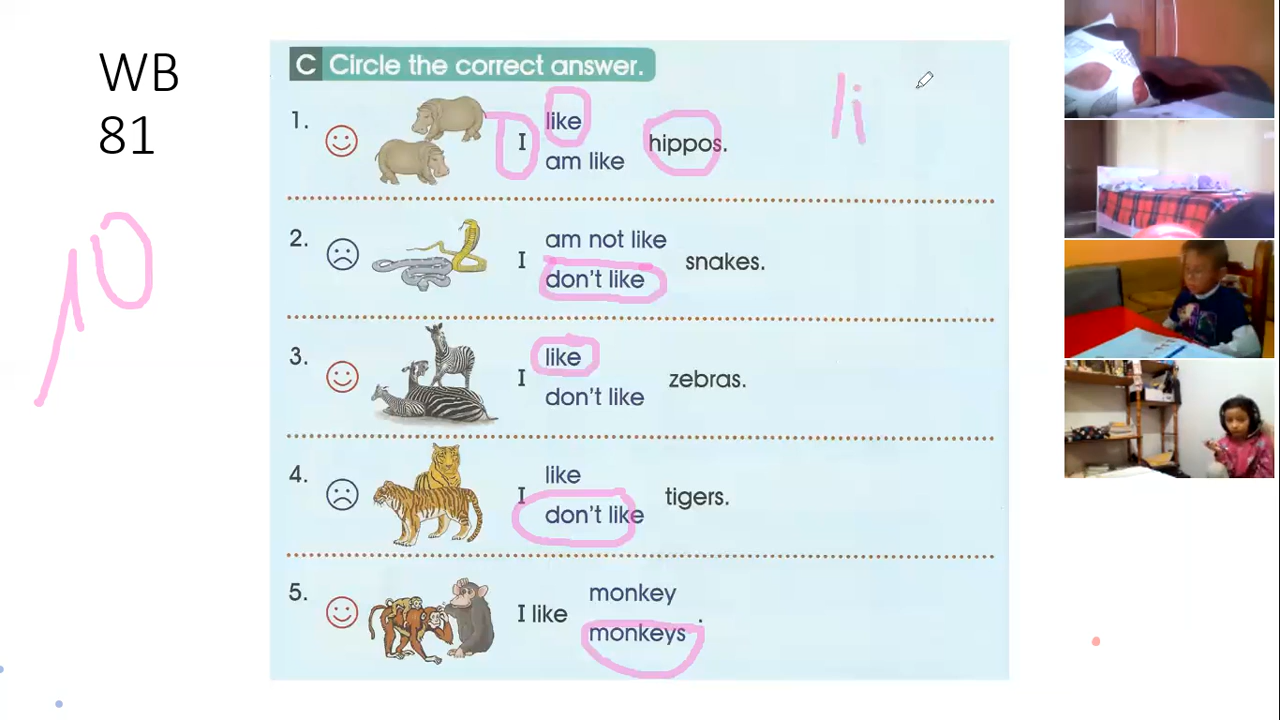 WB
81
10
C Circle the correct answer.
li
1. I like hippos.
am like
2. I am not like snakes.
don't like
3. I like zebras.
don't like
4. I like tigers.
don't like
5. I like monkey .
monkeys